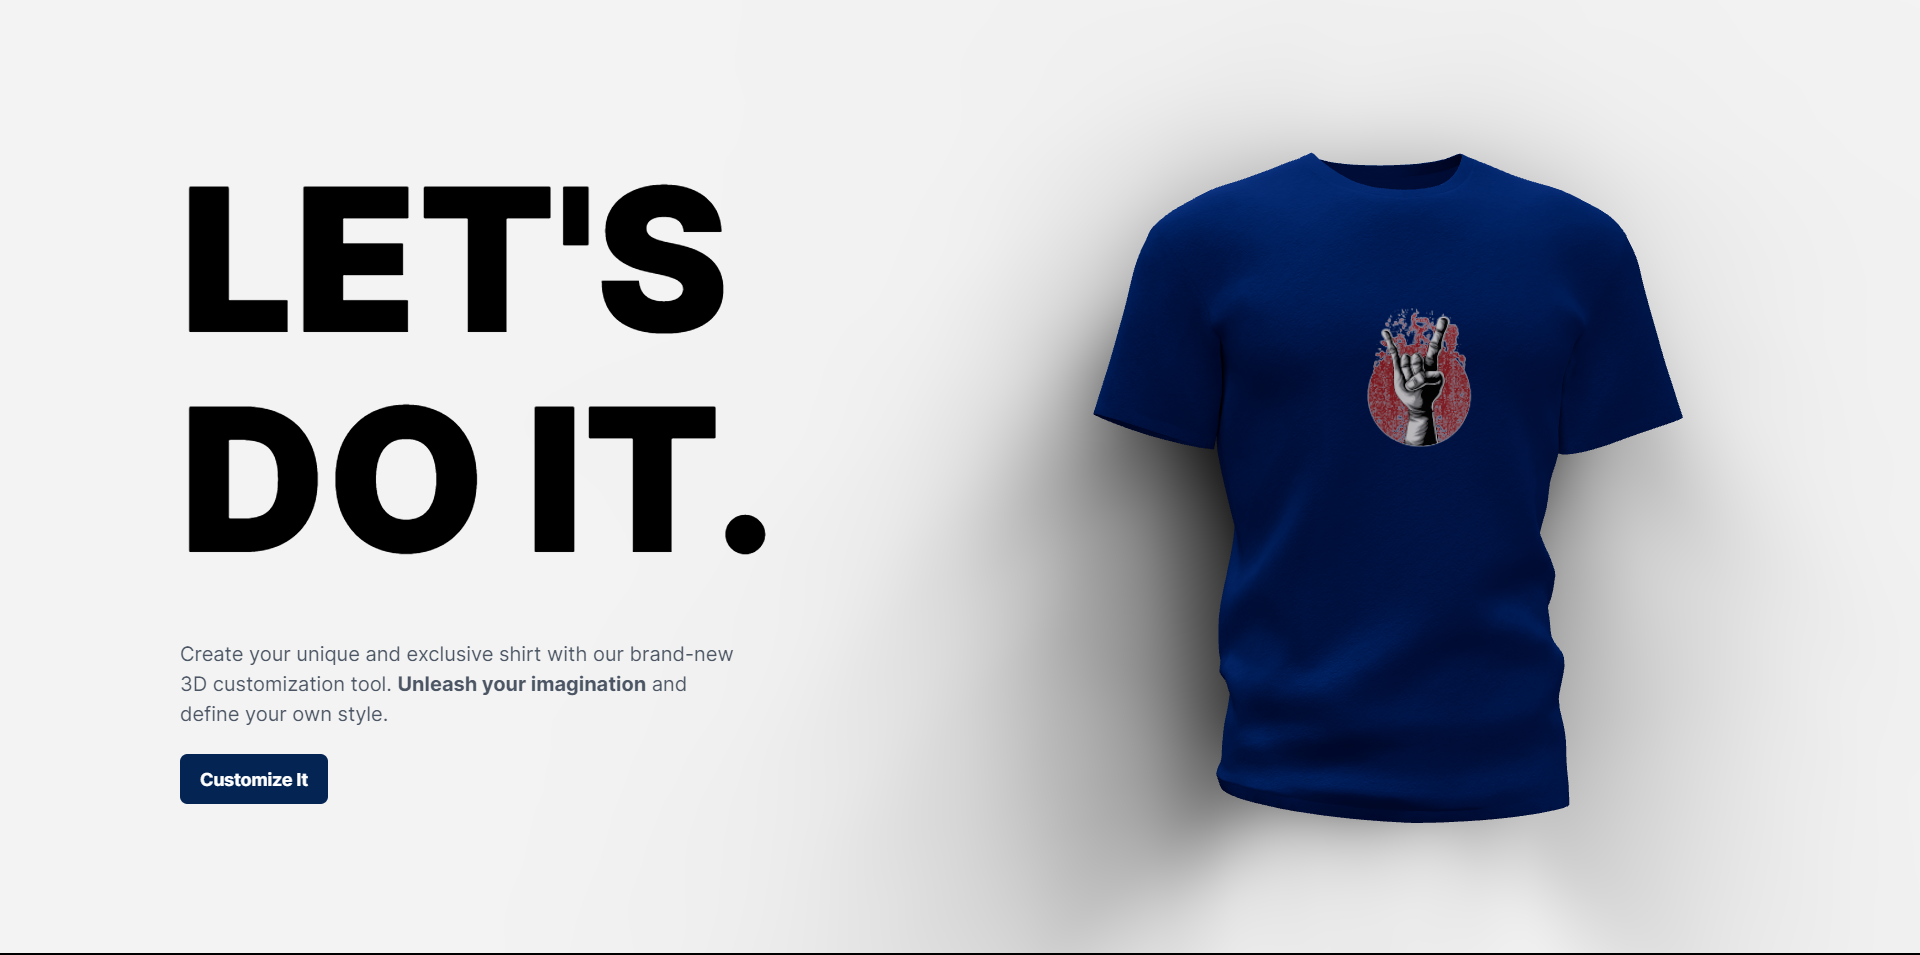 LET'S
DO IT.
Create your unique and exclusive shirt with our brand-new
3D customization tool. Unleash your imagination and
define your own style.
Customize It